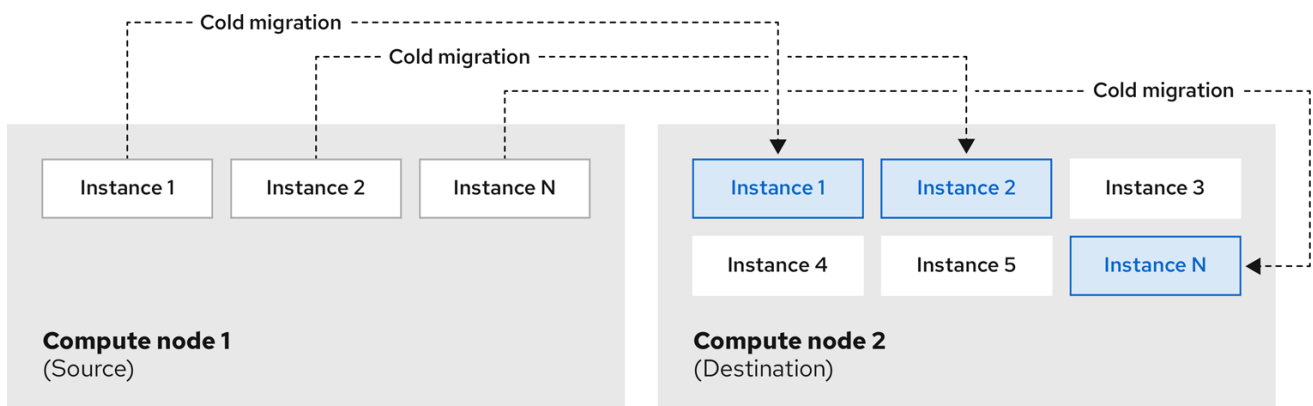 Cold migration
Cold migration
Cold migration
Instance 1
Instance 2
Instance N
Compute node 1
(Source)
Instance 1
Instance 2
Instance 3
Instance 4
Instance 5
Instance N
Compute node 2
(Destination)